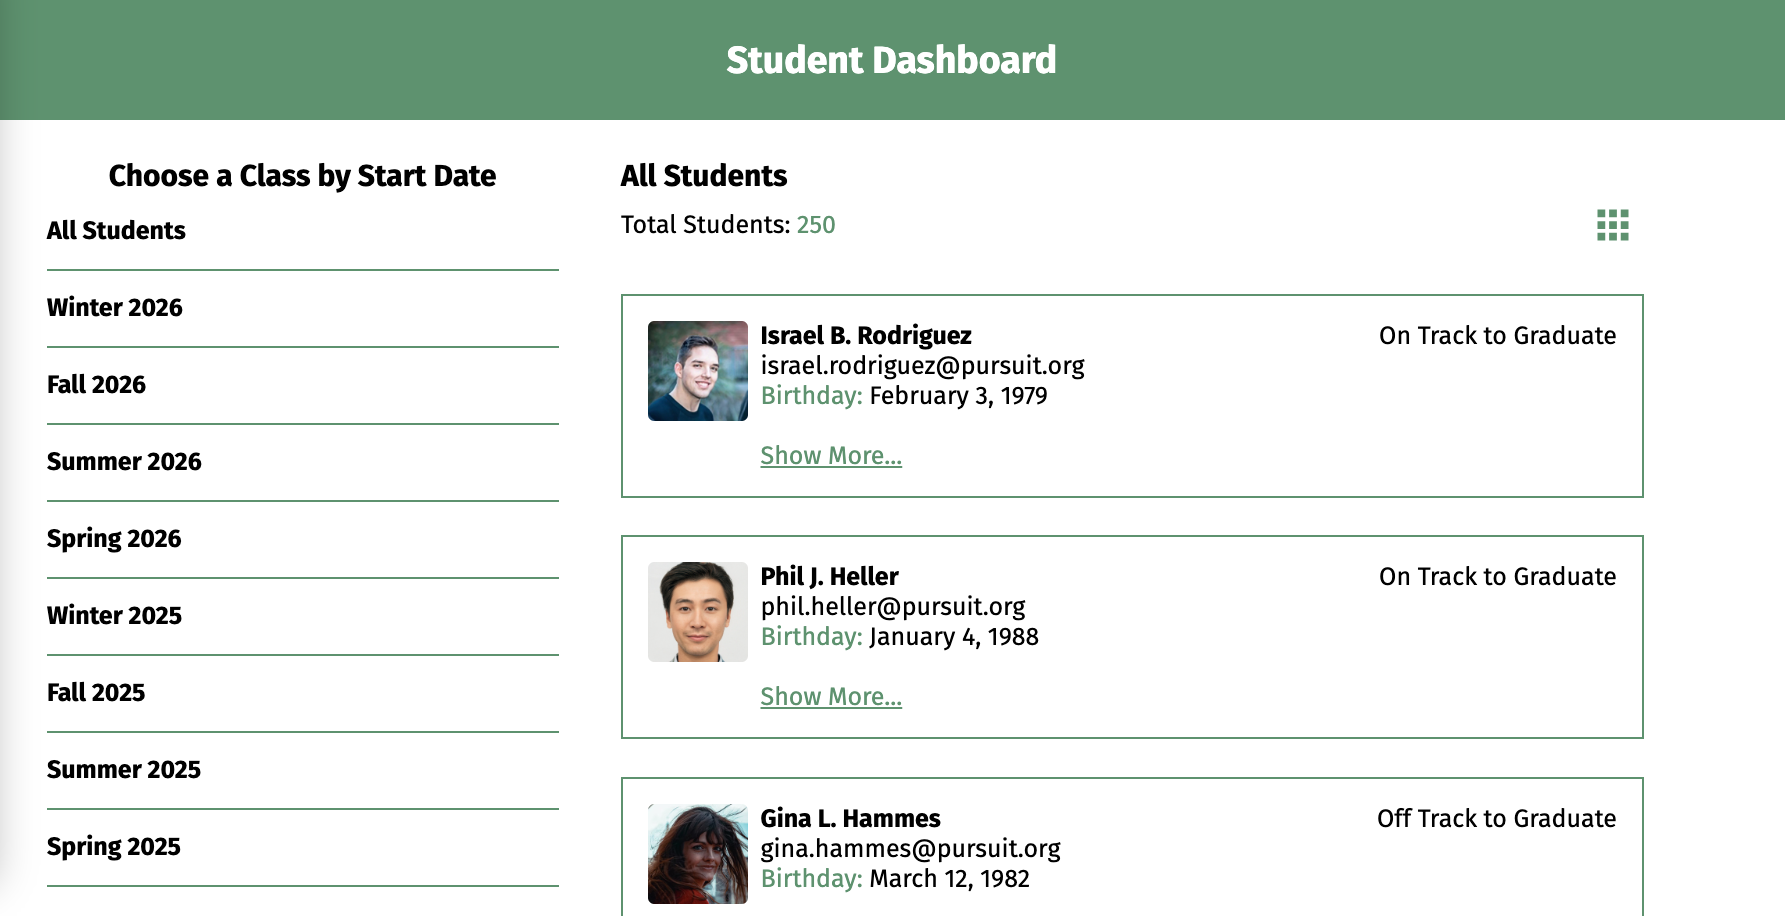 Student Dashboard
Choose a Class by Start Date
All Students
Winter 2026
Fall 2026
Summer 2026
Spring 2026
Winter 2025
Fall 2025
Summer 2025
Spring 2025
All Students
Total Students: 250
Israel B. Rodriguez
On Track to Graduate
israel.rodriguez@pursuit.org
Birthday: February 3, 1979
Show More...
Phil J. Heller
On Track to Graduate
phil.heller@pursuit.org
Birthday: January 4, 1988
Show More...
Gina L. Hammes
Off Track to Graduate
gina.hammes@pursuit.org
Birthday: March 12, 1982